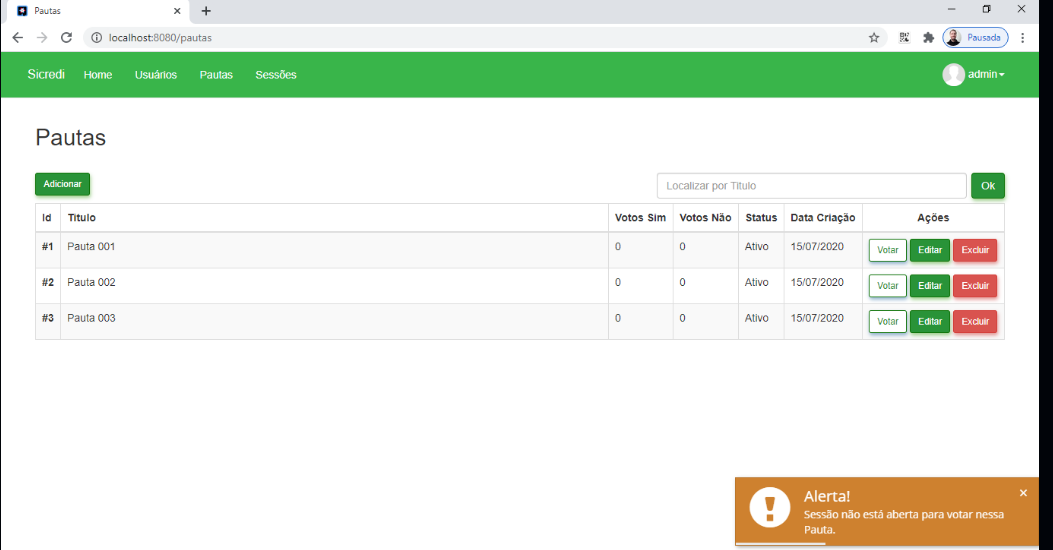 Pautas
localhost:8080/pautas
Pausada
Sicredi Home Usuários Pautas Sessões admin
Pautas
Adicionar
Localizar por Titulo Ok
Id Titulo Votos Sim Votos Não Status Data Criação Ações
#1 Pauta 001 0 0 Ativo 15/07/2020 Votar Editar Excluir
#2 Pauta 002 0 0 Ativo 15/07/2020 Votar Editar Excluir
#3 Pauta 003 0 0 Ativo 15/07/2020 Votar Editar Excluir
Alerta!
Sessão não está aberta para votar nessa
Pauta.